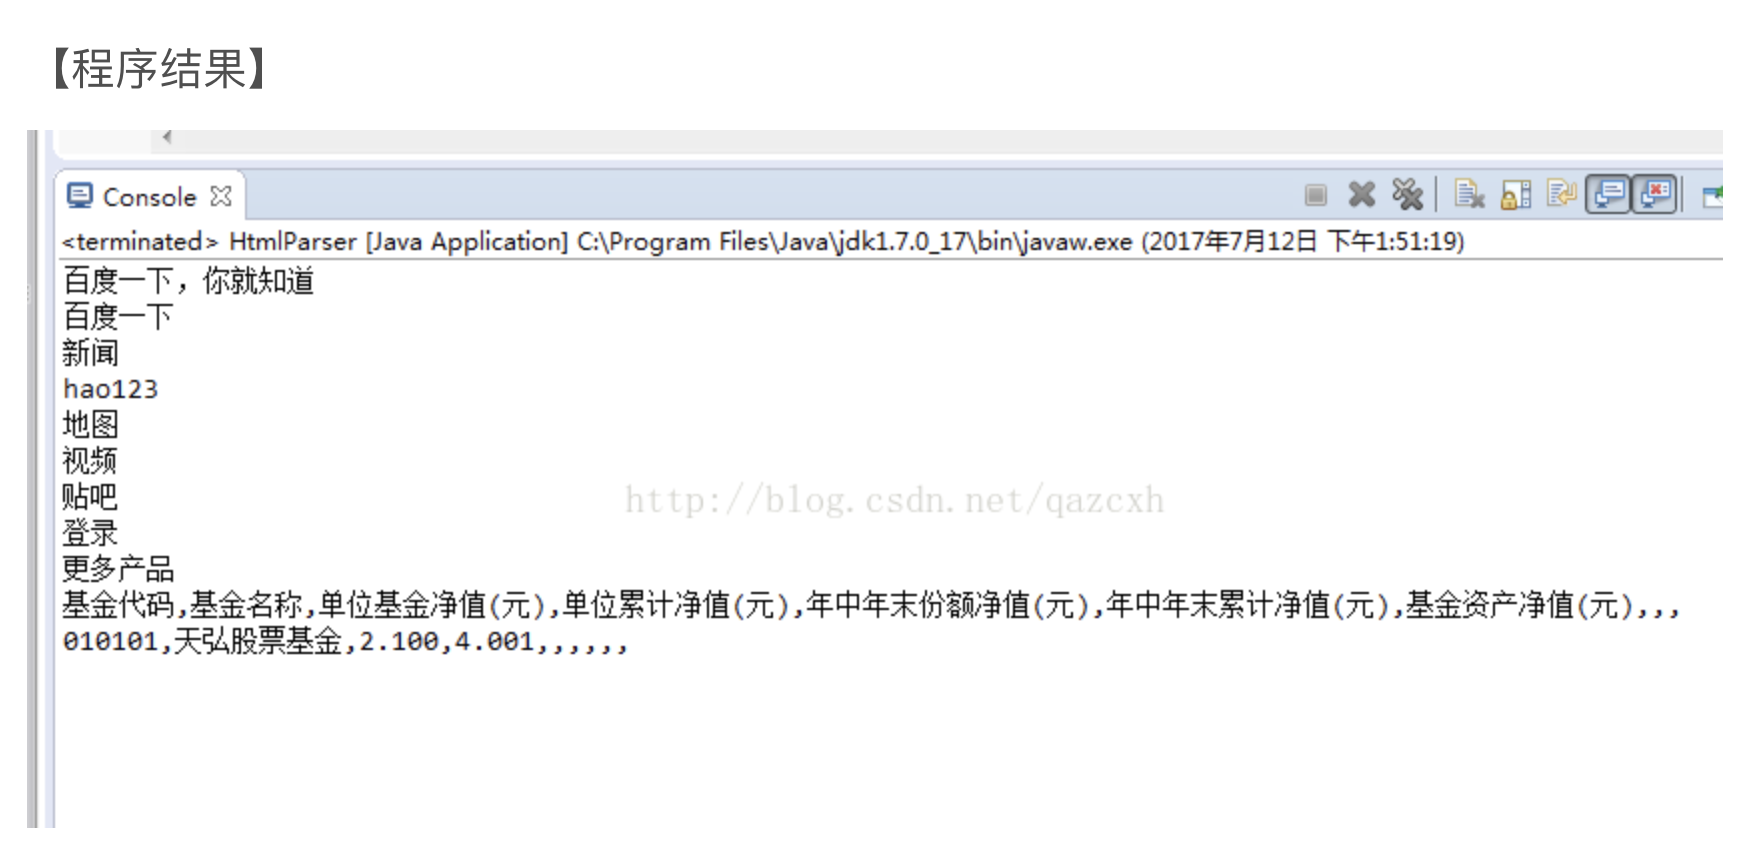 【程序结果】
Console
<terminated> HtmlParser [Java Application] C:\Program Files\Java\jdk1.7.0_17\bin\javaw.exe (2017年7月12日 下午1:51:19)
百度一下，你就知道
百度一下
新闻
hao123
地图
视频
贴吧
http://blog.csdn.net/qazcxh
登录
更多产品
基金代码,基金名称,单位基金净值(元),单位累计净值(元),年中年末份额净值(元),年中年末累计净值(元),基金资产净值(元),,,
010101,天弘股票基金,2.100,4.001,,,,,,